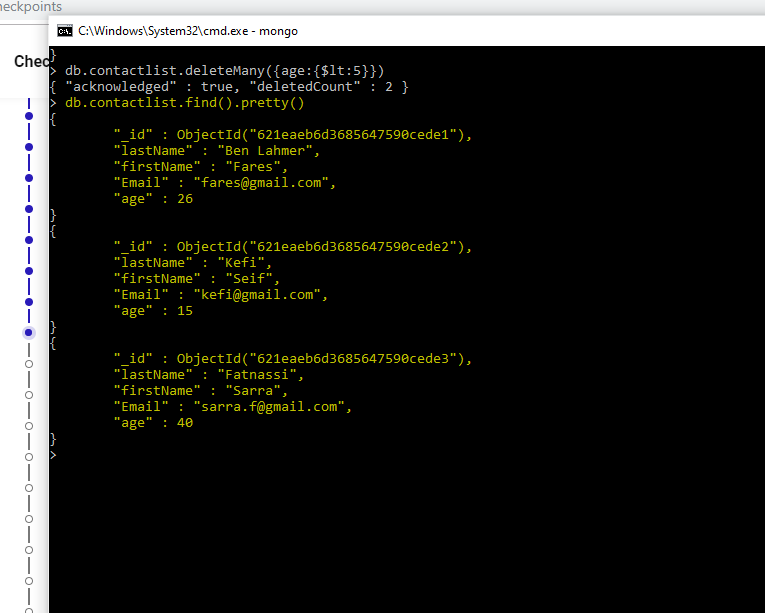 heckpoints
C:\Windows\System32\cmd.exe - mongo
Chec
}
> db.contactlist.deleteMany({age:{$lt:5}})
{ "acknowledged" : true, "deletedCount" : 2 }
> db.contactlist.find().pretty()
{
"_id" : ObjectId("621eaeb6d3685647590cede1"),
"lastName" : "Ben Lahmer",
"firstName" : "Fares",
"Email" : "fares@gmail.com",
"age" : 26
}
{
"_id" : ObjectId("621eaeb6d3685647590cede2"),
"lastName" : "Kefi",
"firstName" : "Seif",
"Email" : "kefi@gmail.com",
"age" : 15
}
{
"_id" : ObjectId("621eaeb6d3685647590cede3"),
"lastName" : "Fatnassi",
"firstName" : "Sarra",
"Email" : "sarra.f@gmail.com",
"age" : 40
}
>